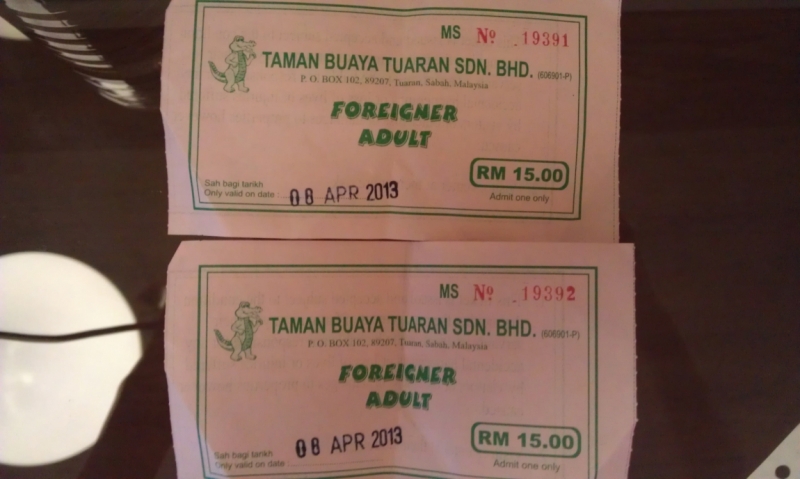 MS Nº 19391
TAMAN BUAYA TUARAN SDN. BHD. (606901-P)
P. O. BOX 102, 89207, Tuaran, Sabah, Malaysia
FOREIGNER
ADULT
RM 15.00
Sah bagi tarikh
Only valid on date : 08 APR 2013
Admit one only
MS Nº 19392
TAMAN BUAYA TUARAN SDN. BHD. (606901-P)
P. O. BOX 102, 89207, Tuaran, Sabah, Malaysia
FOREIGNER
ADULT
RM 15.00
Sah bagi tarikh
Only valid on date : 08 APR 2013
Admit one only